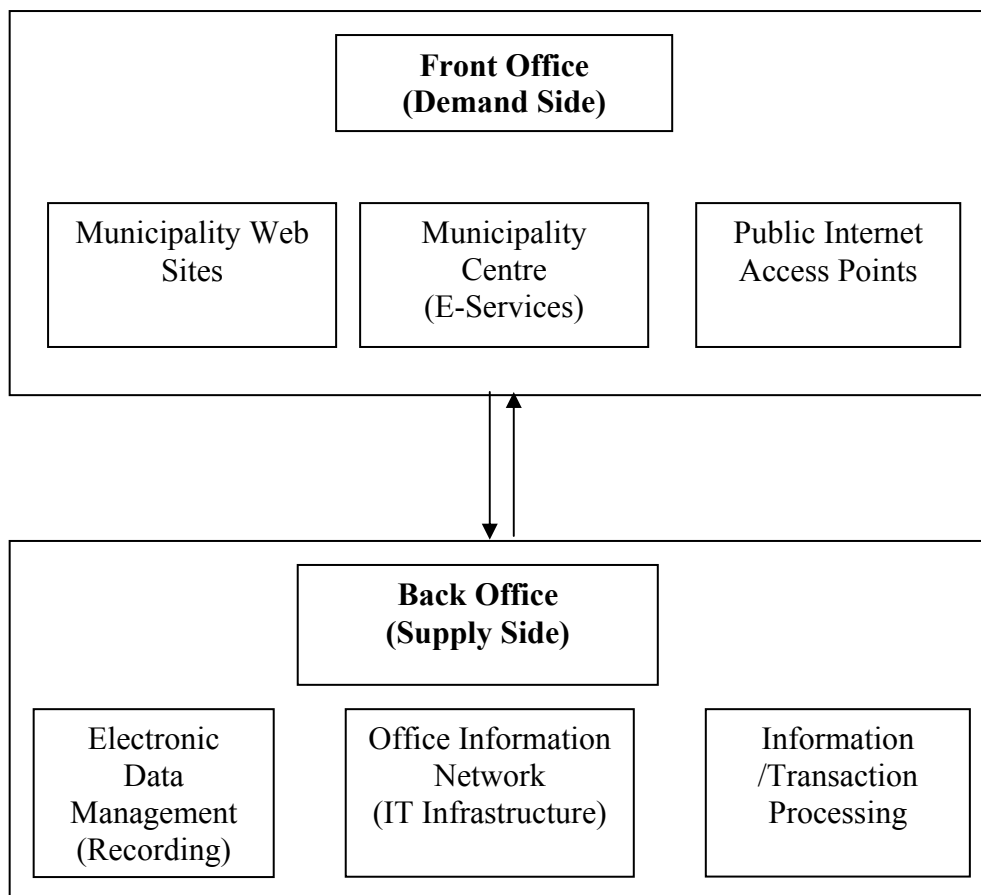 Front Office
(Demand Side)
Municipality Web
Sites
Municipality
Centre
(E-Services)
Public Internet
Access Points
Back Office
(Supply Side)
Electronic
Data
Management
(Recording)
Office Information
Network
(IT Infrastructure)
Information
/Transaction
Processing